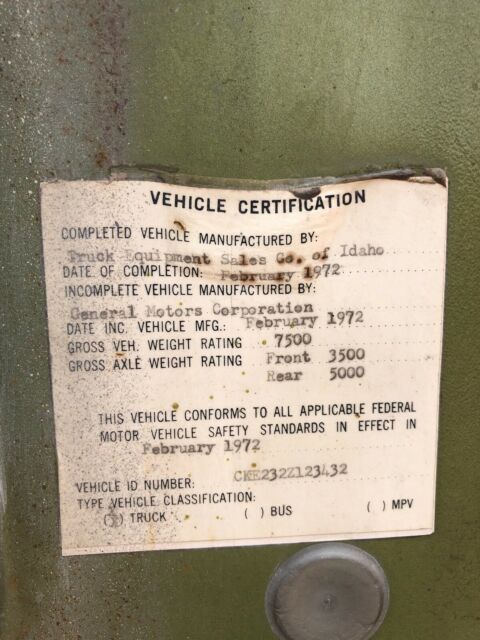 VEHICLE CERTIFICATION
COMPLETED VEHICLE MANUFACTURED BY:
Truck Equipment Sales Co. of Idaho
DATE OF COMPLETION: February 1972
INCOMPLETE VEHICLE MANUFACTURED BY:
General Motors Corporation
DATE INC. VEHICLE MFG.: February 1972
GROSS VEH. WEIGHT RATING 7500
GROSS AXLE WEIGHT RATING Front 3500
Rear 5000
THIS VEHICLE CONFORMS TO ALL APPLICABLE FEDERAL
MOTOR VEHICLE SAFETY STANDARDS IN EFFECT IN
February 1972
VEHICLE ID NUMBER: CKE232Z123432
TYPE VEHICLE CLASSIFICATION:
(X) TRUCK ( ) BUS ( ) MPV